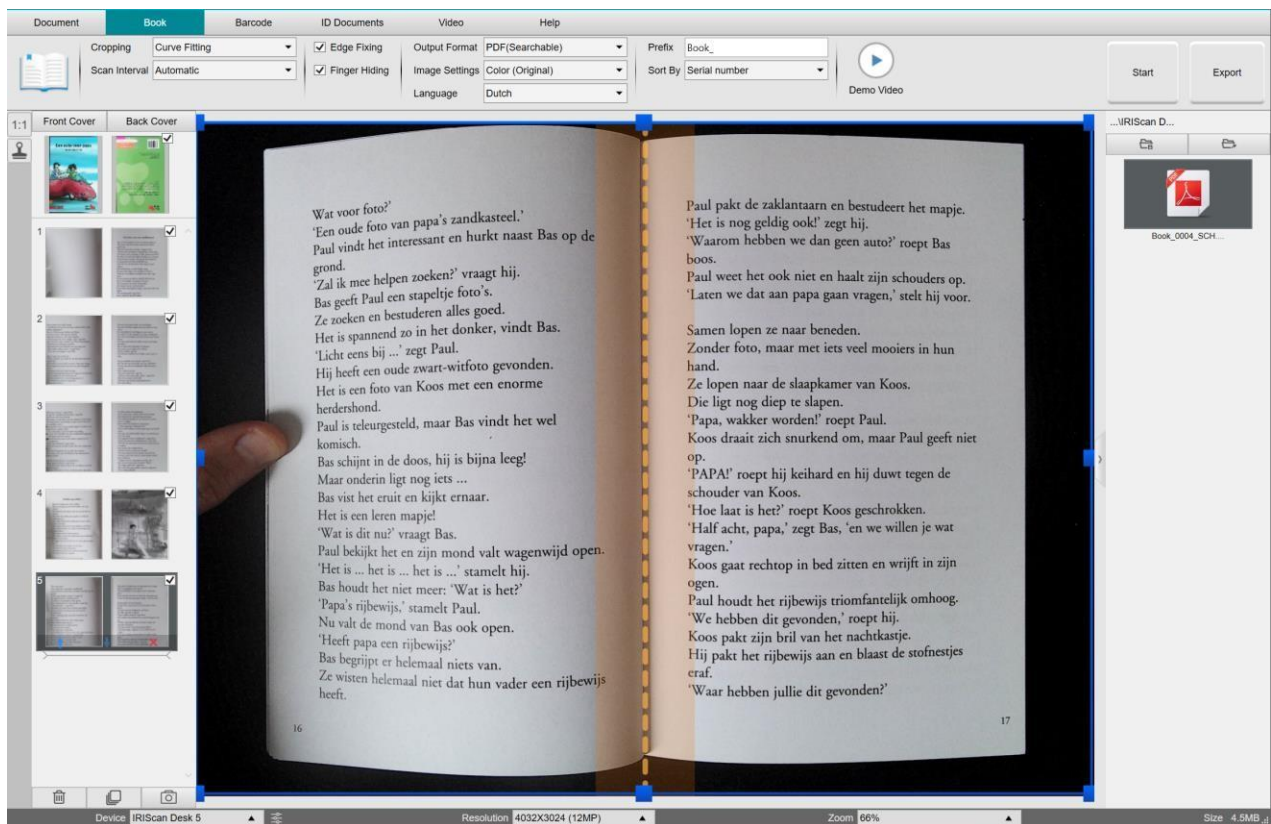 Document Book Barcode ID Documents Video Help
Cropping Curve Fitting
Scan Interval Automatic
Edge Fixing
Finger Hiding
Output Format PDF(Searchable)
Image Settings Color (Original)
Language Dutch
Prefix Book_
Sort By Serial number
Demo Video
Start Export
1:1
Front Cover Back Cover
1
2
3
4
5
Wat voor foto?’
‘Een oude foto van papa’s zandkasteel.’
Paul vindt het interessant en hurkt naast Bas op de
grond.
‘Zal ik mee helpen zoeken?’ vraagt hij.
Bas geeft Paul een stapeltje foto’s.
Ze zoeken en bestuderen alles goed.
Het is spannend zo in het donker, vindt Bas.
‘Licht eens bij ...’ zegt Paul.
Hij heeft een oude zwart-witfoto gevonden.
Het is een foto van Koos met een enorme
herdershond.
Paul is teleurgesteld, maar Bas vindt het wel
komisch.
Bas schijnt in de doos, hij is bijna leeg!
Maar onderin ligt nog iets ...
Bas vist het eruit en kijkt ernaar.
Het is een leren mapje!
‘Wat is dit nu?’ vraagt Bas.
Paul bekijkt het en zijn mond valt wagenwijd open.
‘Het is ... het is ... het is ...’ stamelt hij.
Bas houdt het niet meer: ‘Wat is het?’
‘Papa’s rijbewijs,’ stamelt Paul.
Nu valt de mond van Bas ook open.
‘Heeft papa een rijbewijs?’
Bas begrijpt er helemaal niets van.
Ze wisten helemaal niet dat hun vader een rijbewijs
heeft.
16
Paul pakt de zaklantaarn en bestudeert het mapje.
‘Het is nog geldig ook!’ zegt hij.
‘Waarom hebben we dan geen auto?’ roept Bas
boos.
Paul weet het ook niet en haalt zijn schouders op.
‘Laten we dat aan papa gaan vragen,’ stelt hij voor.
Samen lopen ze naar beneden.
Zonder foto, maar met iets veel mooiers in hun
hand.
Ze lopen naar de slaapkamer van Koos.
Die ligt nog diep te slapen.
‘Papa, wakker worden!’ roept Paul.
Koos draait zich snurkend om, maar Paul geeft niet
op.
‘PAPA!’ roept hij keihard en hij duwt tegen de
schouder van Koos.
‘Hoe laat is het?’ roept Koos geschrokken.
‘Half acht, papa,’ zegt Bas, ‘en we willen je wat
vragen.’
Koos gaat rechtop in bed zitten en wrijft in zijn
ogen.
Paul houdt het rijbewijs triomfantelijk omhoog.
‘We hebben dit gevonden,’ roept hij.
Koos pakt zijn bril van het nachtkastje.
Hij pakt het rijbewijs aan en blaast de stofnestjes
eraf.
‘Waar hebben jullie dit gevonden?’
17
...\IRIScan D...
PDF
Book_0004_SCH...
Device IRIScan Desk 5 Resolution 4032X3024 (12MP) Zoom 66% Size 4.5MB